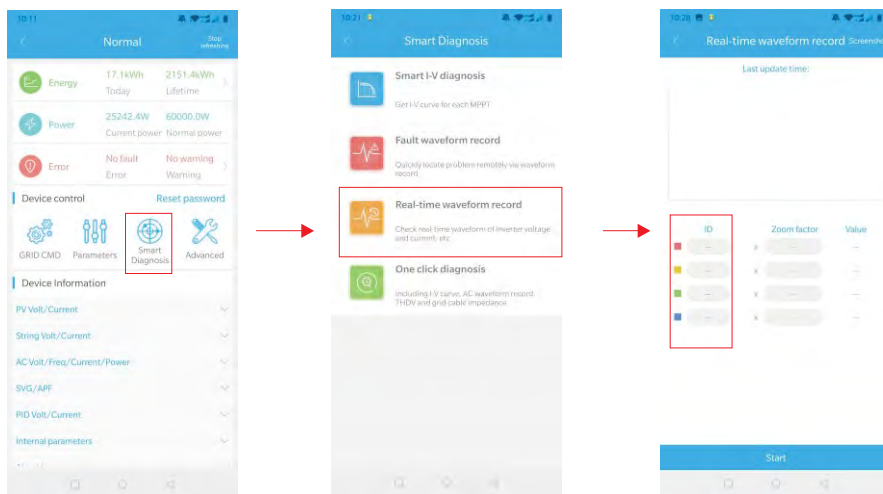 10:11
Normal
Stop refreshing
Energy
17.1kWh 2151.4kWh
Today Lifetime
Power
25242.4W 60000.0W
Current power Normal power
Error
No fault No warning
Error Warning
Device control Reset password
GRID CMD Parameters Smart Diagnosis Advanced
Device Information
PV Volt/Current
String Volt/Current
AC Volt/Freq/Current/Power
SVG/APF
PID Volt/Current
Internal parameters
10:21
Smart Diagnosis
Smart I-V diagnosis
Get I-V curve for each MPPT
Fault waveform record
Quickly locate problem remotely via waveform
record
Real-time waveform record
Check real-time waveform of inverter voltage
and current, etc
One click diagnosis
Including I-V curve, AC waveform record,
THDV and grid cable impedance
10:28
Real-time waveform record Screensho
Last update time:
ID Zoom factor Value
-- x -- --
-- x -- --
-- x -- --
-- x -- --
Start